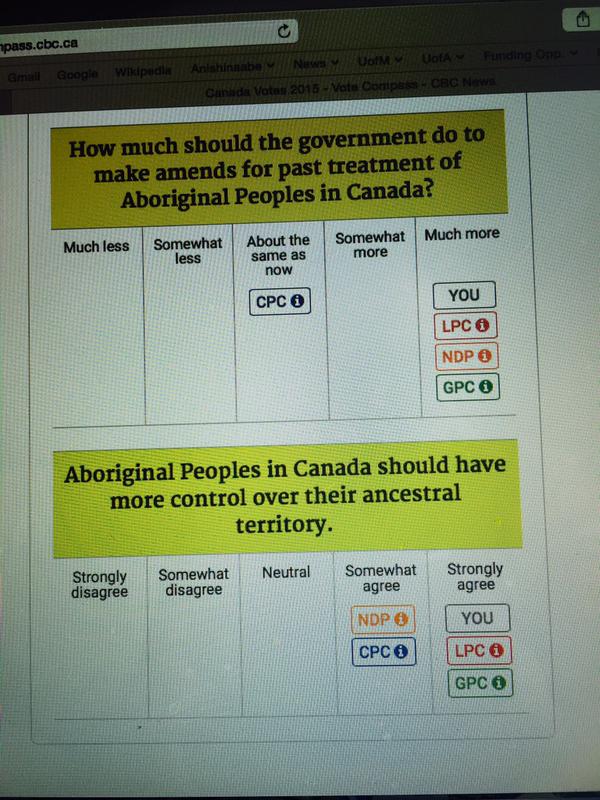 npass.cbc.ca
Gmail Google Wikipedia Anishinaabe News UofM UofA Funding Opp.
Canada Votes 2015 - Vote Compass - CBC News
How much should the government do to
make amends for past treatment of
Aboriginal Peoples in Canada?
Much less
Somewhat
less
About the
same as
now
CPC i
Somewhat
more
Much more
YOU
LPC i
NDP i
GPC i
Aboriginal Peoples in Canada should have
more control over their ancestral
territory.
Strongly
disagree
Somewhat
disagree
Neutral
Somewhat
agree
NDP i
CPC i
Strongly
agree
YOU
LPC i
GPC i